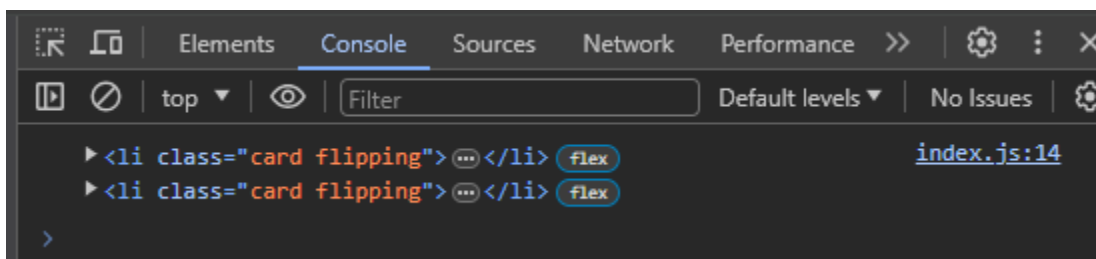 Elements Console Sources Network Performance
top Filter Default levels No Issues
<li class="card flipping"></li> flex index.js:14
<li class="card flipping"></li> flex